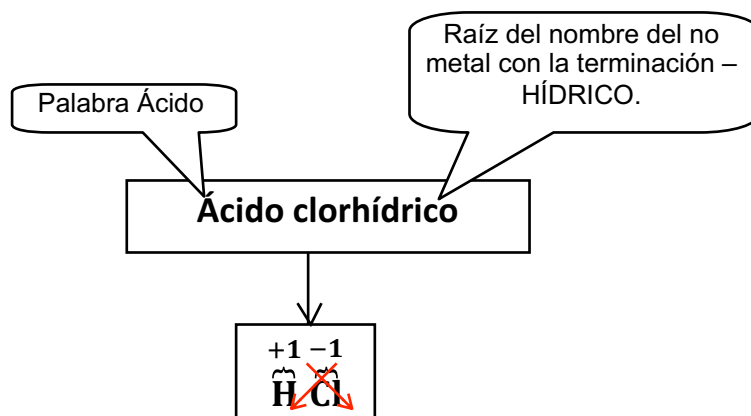 Raíz del nombre del no
metal con la terminación –
HÍDRICO.
Palabra Ácido
Ácido clorhídrico
+1 −1
H Cl